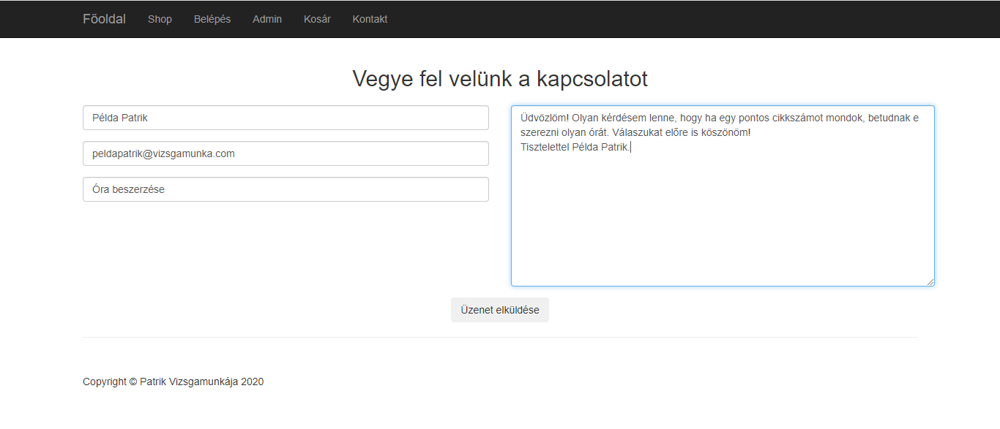 Főoldal Shop Belépés Admin Kosár Kontakt
Vegye fel velünk a kapcsolatot
Példa Patrik
peldapatrik@vizsgamunka.com
Óra beszerzése
Üdvözlöm! Olyan kérdésem lenne, hogy ha egy pontos cikkszámot mondok, betudnak e
szerezni olyan órát. Válaszukat előre is köszönöm!
Tisztelettel Példa Patrik.
Üzenet elküldése
Copyright © Patrik Vizsgamunkája 2020